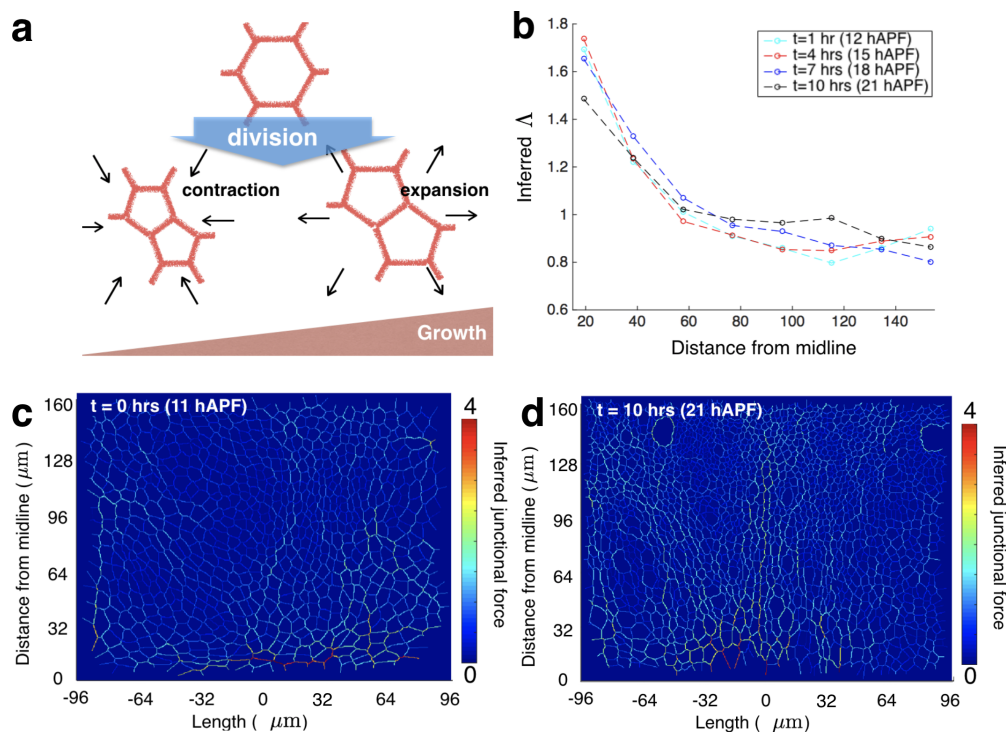 a
division
contraction
expansion
Growth
b
1.8
1.6
1.4
1.2
1
0.8
0.6
Inferred Λ
20 40 60 80 100 120 140
Distance from midline
t=1 hr (12 hAPF)
t=4 hrs (15 hAPF)
t=7 hrs (18 hAPF)
t=10 hrs (21 hAPF)
c
t = 0 hrs (11 hAPF)
160
128
96
64
32
0
Distance from midline (μm)
-96 -64 -32 0 32 64 96
Length ( μm)
4
0
Inferred junctional force
d
t = 10 hrs (21 hAPF)
160
128
96
64
32
0
Distance from midline (μm)
-96 -64 -32 0 32 64 96
Length ( μm)
4
0
Inferred junctional force